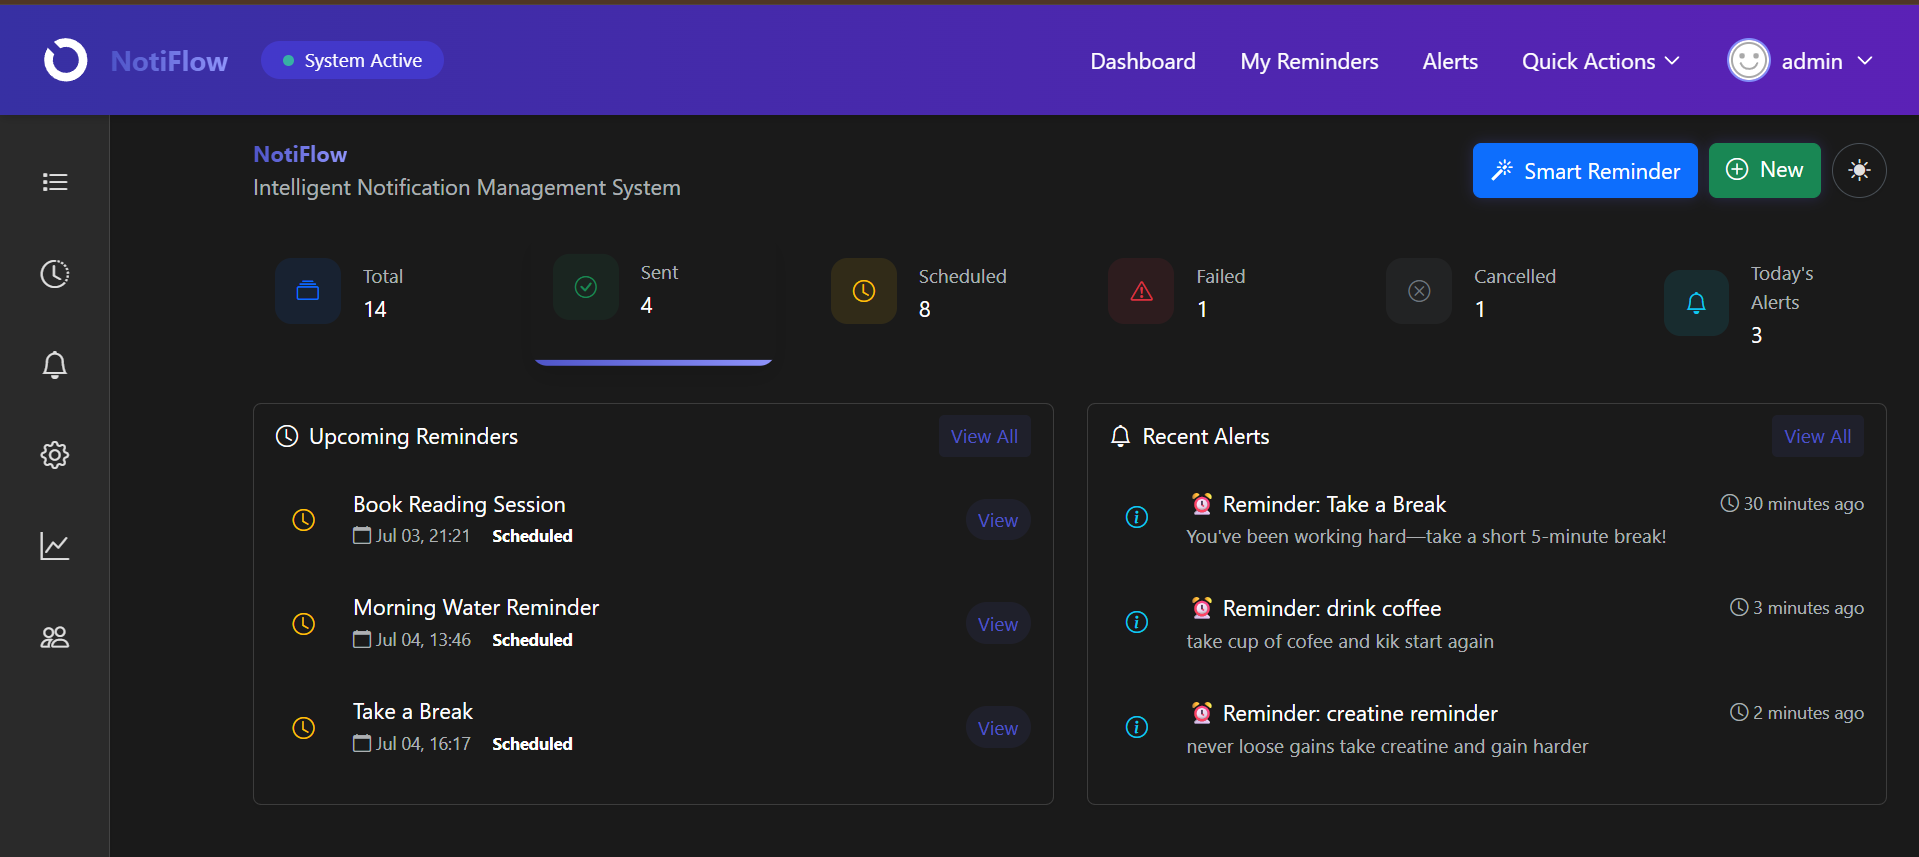 NotiFlow
System Active
Dashboard
My Reminders
Alerts
Quick Actions
admin
NotiFlow
Intelligent Notification Management System
Smart Reminder
New
Total
14
Sent
4
Scheduled
8
Failed
1
Cancelled
1
Today's
Alerts
3
Upcoming Reminders
View All
Book Reading Session
Jul 03, 21:21 Scheduled
View
Morning Water Reminder
Jul 04, 13:46 Scheduled
View
Take a Break
Jul 04, 16:17 Scheduled
View
Recent Alerts
View All
⏰ Reminder: Take a Break
30 minutes ago
You've been working hard—take a short 5-minute break!
⏰ Reminder: drink coffee
3 minutes ago
take cup of cofee and kik start again
⏰ Reminder: creatine reminder
2 minutes ago
never loose gains take creatine and gain harder